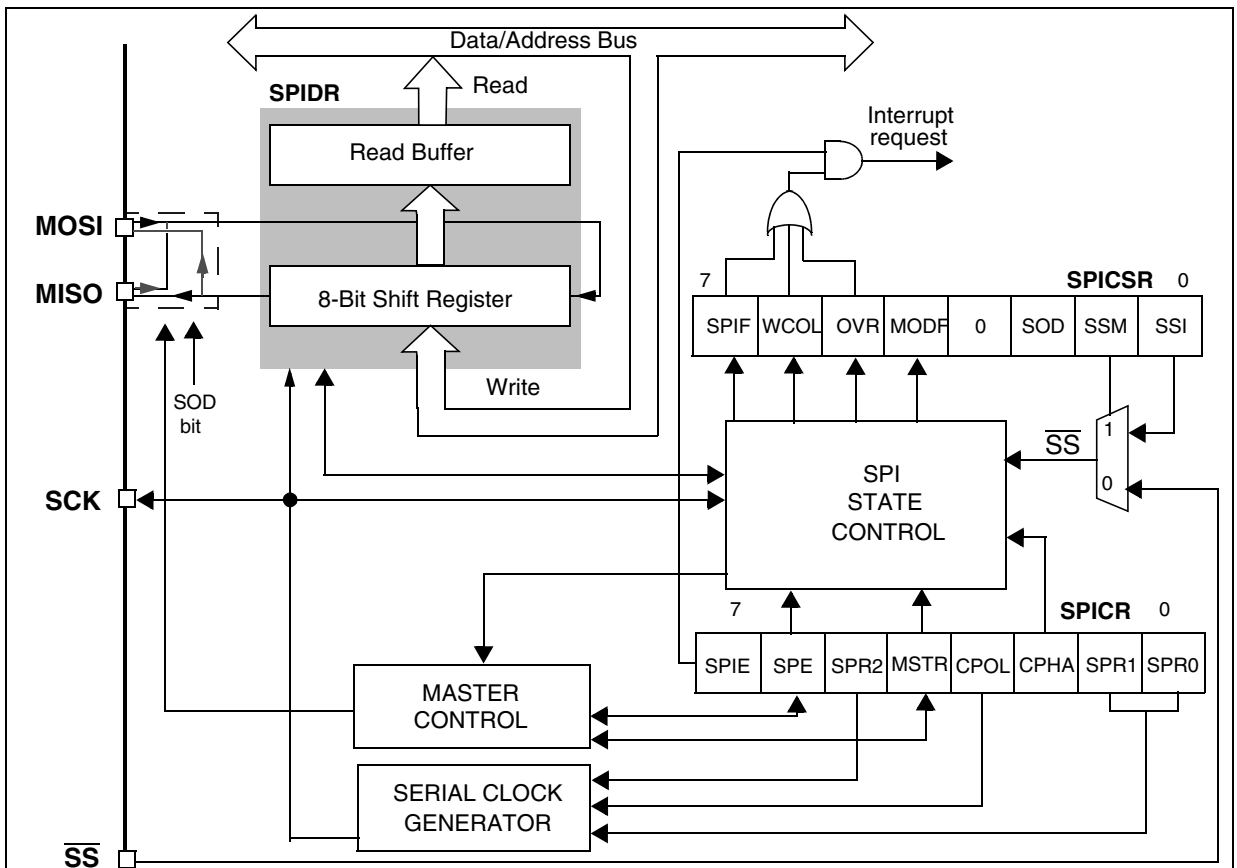 Data/Address Bus
Read
SPIDR
Read Buffer
Interrupt
request
MOSI
MISO
8-Bit Shift Register
7
SPICSR
0
SPIF
WCOL
OVR
MODF
0
SOD
SSM
SSI
Write
SOD
bit
1
SS
0
SPI
STATE
CONTROL
SCK
7
SPICR
0
SPIE
SPE
SPR2
MSTR
CPOL
CPHA
SPR1
SPR0
MASTER
CONTROL
SERIAL CLOCK
GENERATOR
SS